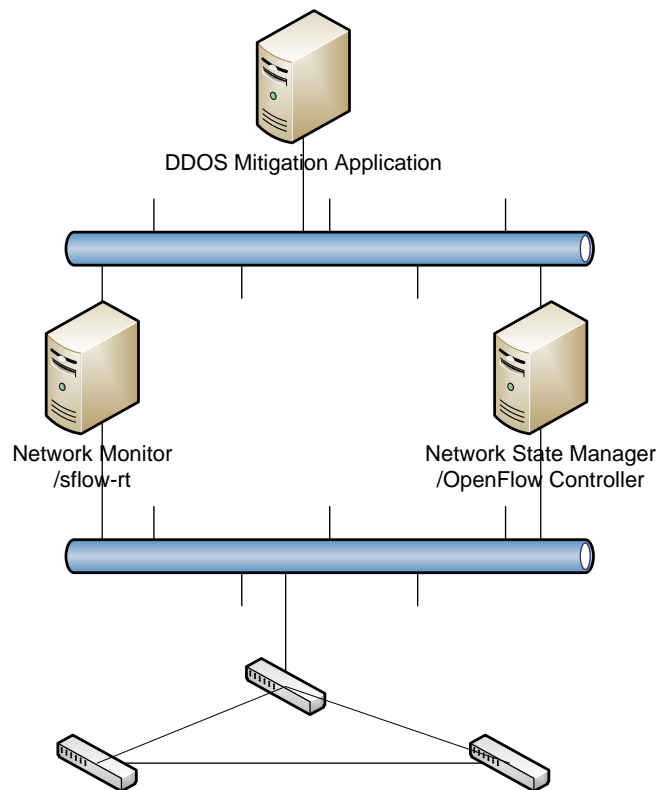 DDOS Mitigation Application
Network Monitor
/sflow-rt
Network State Manager
/OpenFlow Controller